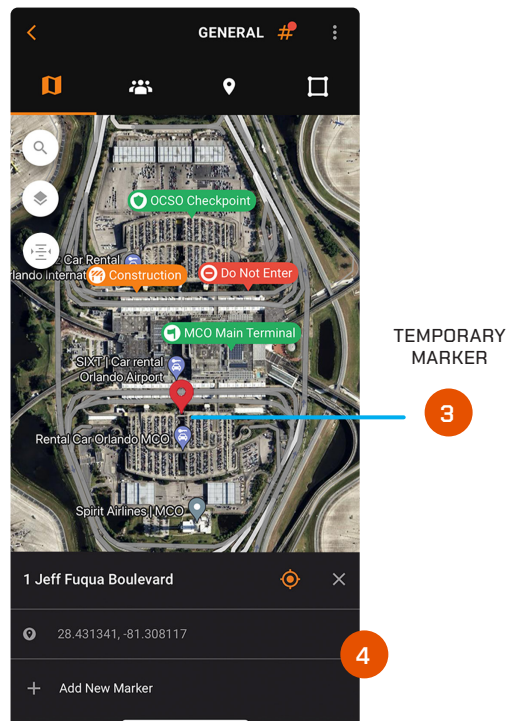 GENERAL
OCSO Checkpoint
Car Rental
lando Internat
Construction
Do Not Enter
MCO Main Terminal
SIXT | Car rental
Orlando Airport
Rental Car Orlando MCO
Spirit Airlines | MCO
TEMPORARY
MARKER
3
1 Jeff Fuqua Boulevard
28.431341, -81.308117
4
Add New Marker